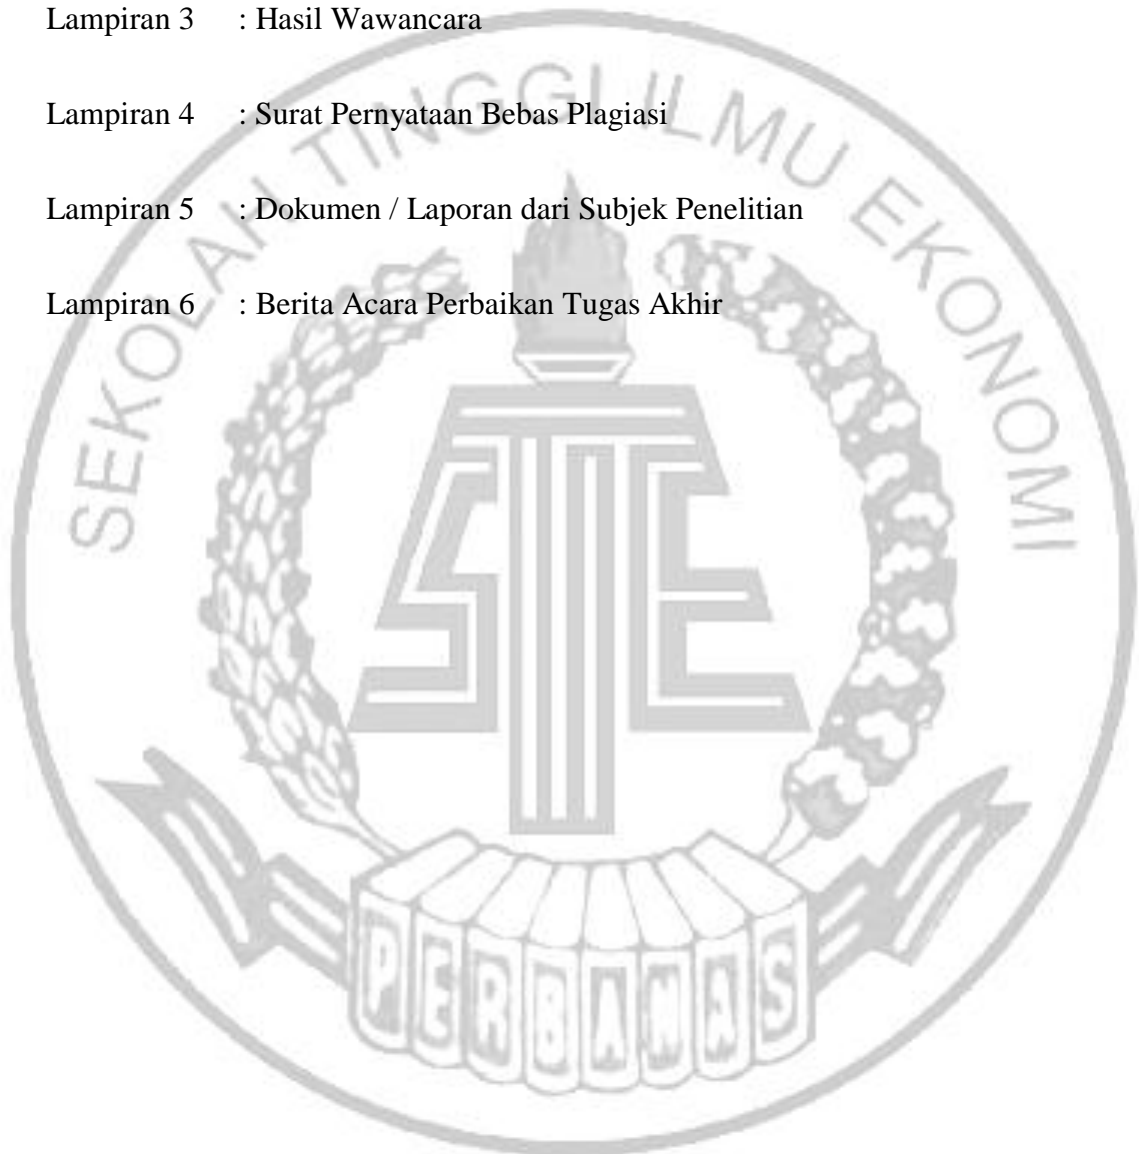 Lampiran 3 : Hasil Wawancara
Lampiran 4 : Surat Pernyataan Bebas Plagiasi
Lampiran 5 : Dokumen / Laporan dari Subjek Penelitian
Lampiran 6 : Berita Acara Perbaikan Tugas Akhir
SEKOLAH TINGGI ILMU EKONOMI
STIE
PERBANAS